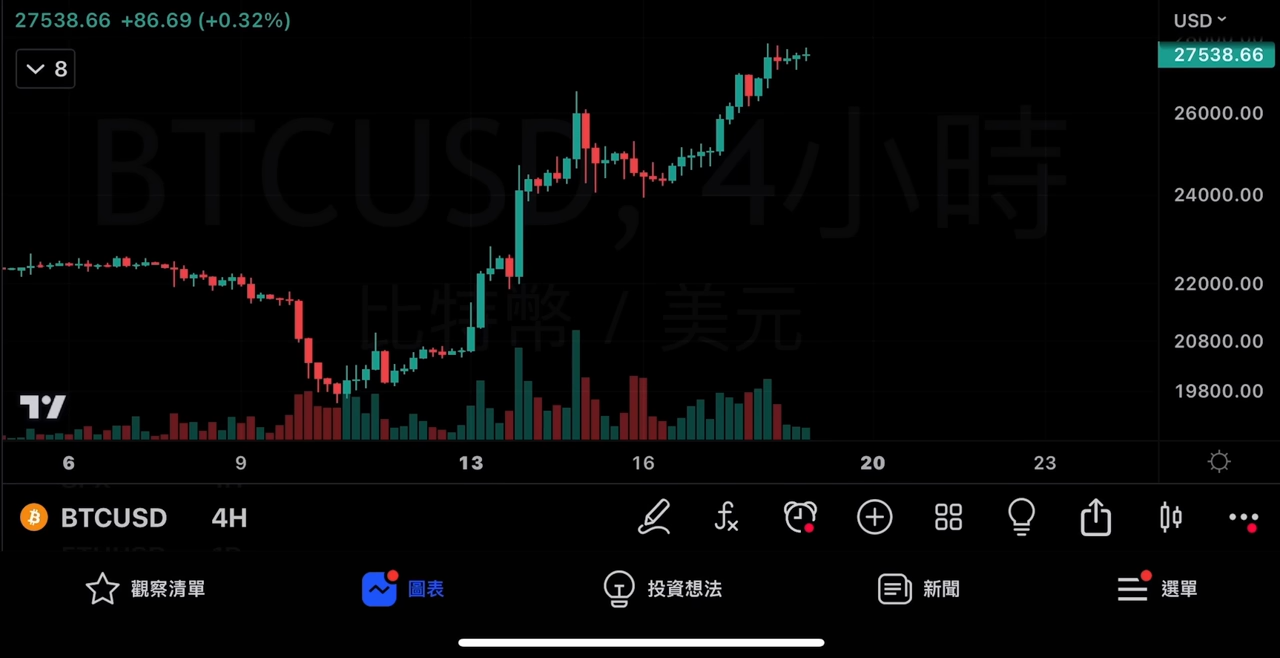 27538.66 +86.69 (+0.32%)
USD
27538.66
8
26000.00
BTCUSD, 4小時
24000.00
22000.00
比特幣 / 美元
20800.00
19800.00
6 9 13 16 20 23
BTCUSD 4H
觀察清單 圖表 投資想法 新聞 選單